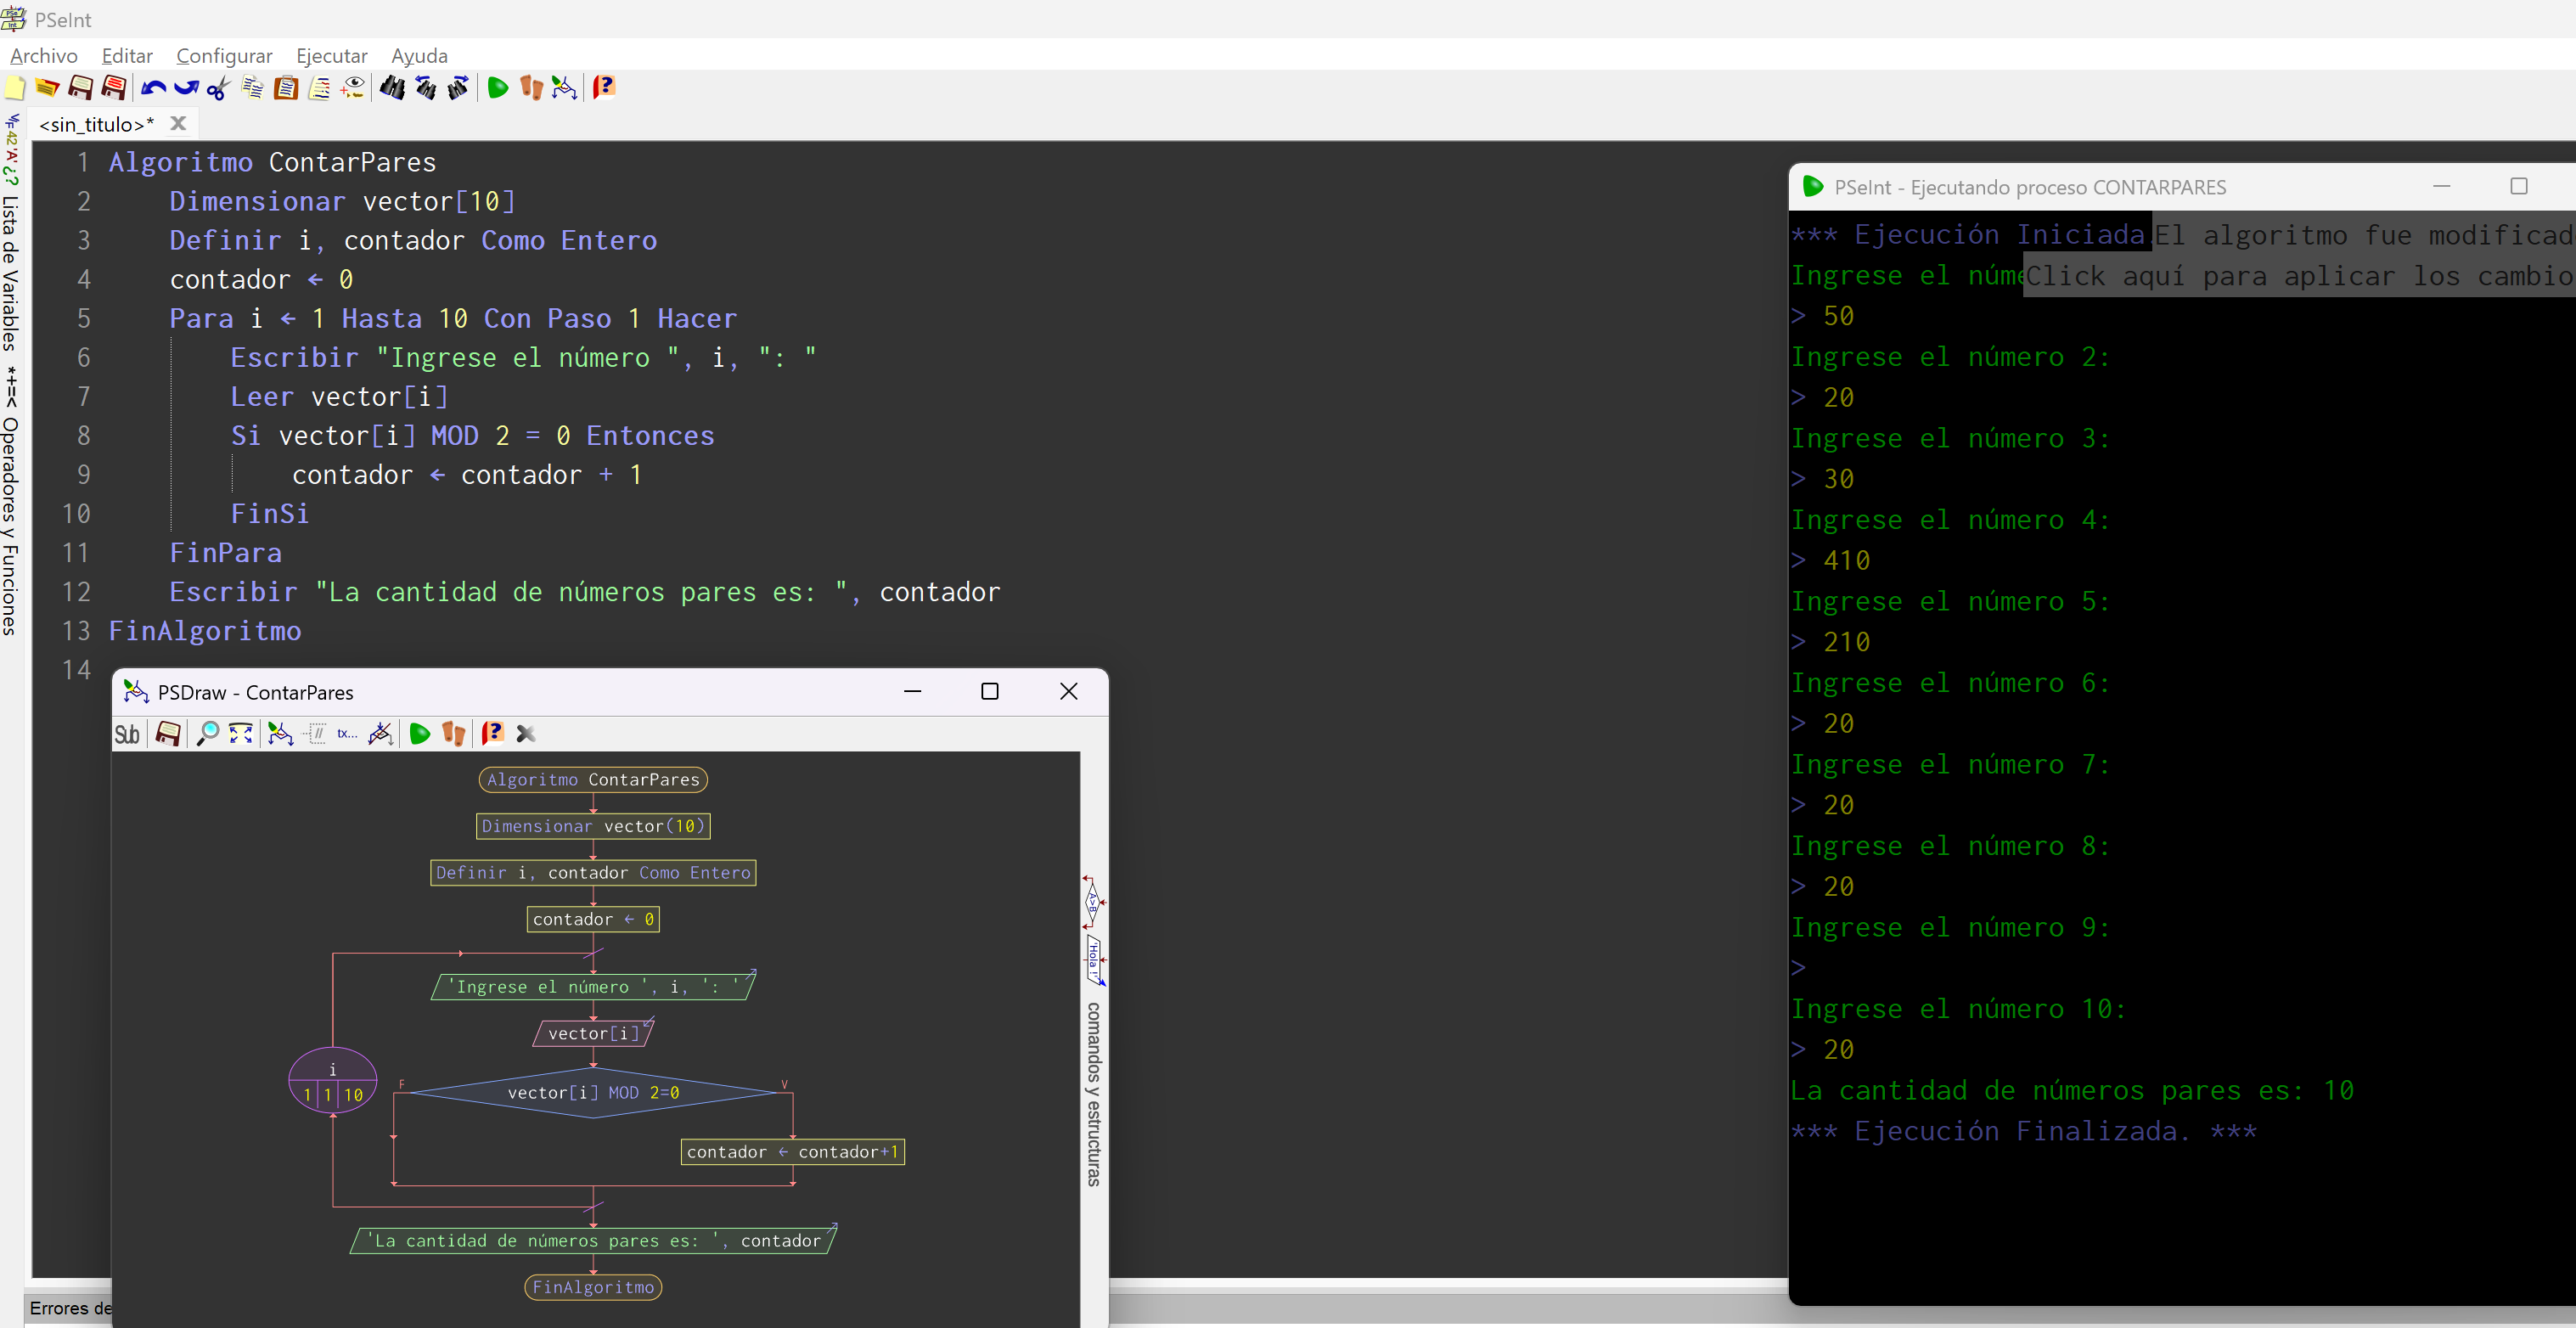 PSeInt
Archivo Editar Configurar Ejecutar Ayuda
<sin_titulo>*
Lista de Variables
Operadores y Funciones
1 Algoritmo ContarPares
2 Dimensionar vector[10]
3 Definir i, contador Como Entero
4 contador ← 0
5 Para i ← 1 Hasta 10 Con Paso 1 Hacer
6 Escribir "Ingrese el número ", i, ": "
7 Leer vector[i]
8 Si vector[i] MOD 2 = 0 Entonces
9 contador ← contador + 1
10 FinSi
11 FinPara
12 Escribir "La cantidad de números pares es: ", contador
13 FinAlgoritmo
14
PSDraw - ContarPares
Sub
tx...
Algoritmo ContarPares
Dimensionar vector(10)
Definir i, contador Como Entero
contador ← 0
'Ingrese el número ', i, ': '
vector[i]
i
1 1 10
F
vector[i] MOD 2=0
V
contador ← contador+1
'La cantidad de números pares es: ', contador
FinAlgoritmo
A>B
'Hola !'
comandos y estructuras
Errores de
PSeInt - Ejecutando proceso CONTARPARES
*** Ejecución Iniciada.
El algoritmo fue modificad
Ingrese el núme
Click aquí para aplicar los cambio
> 50
Ingrese el número 2:
> 20
Ingrese el número 3:
> 30
Ingrese el número 4:
> 410
Ingrese el número 5:
> 210
Ingrese el número 6:
> 20
Ingrese el número 7:
> 20
Ingrese el número 8:
> 20
Ingrese el número 9:
>
Ingrese el número 10:
> 20
La cantidad de números pares es: 10
*** Ejecución Finalizada. ***